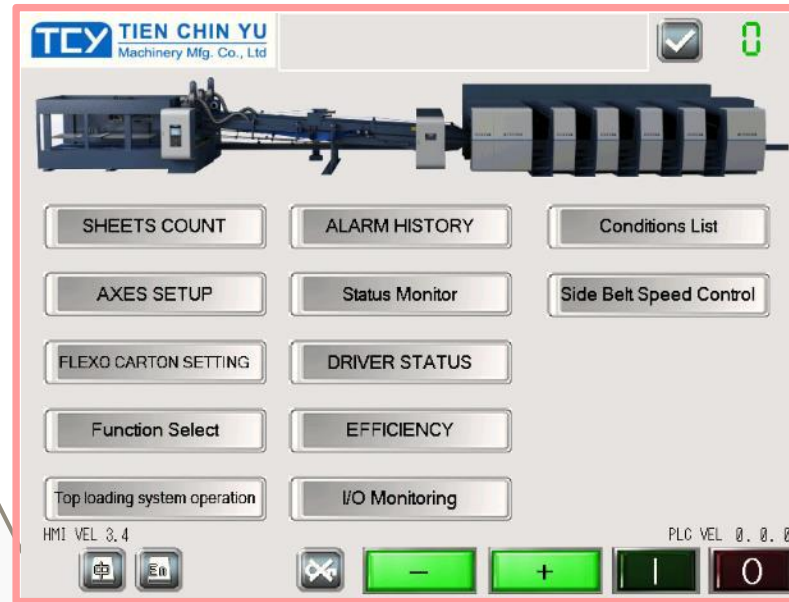 TCY TIEN CHIN YU
Machinery Mfg. Co., Ltd
0
SHEETS COUNT
ALARM HISTORY
Conditions List
AXES SETUP
Status Monitor
Side Belt Speed Control
FLEXO CARTON SETTING
DRIVER STATUS
Function Select
EFFICIENCY
Top loading system operation
I/O Monitoring
HMI VEL 3.4
PLC VEL 0.0.0
中
En
−
+
I
O